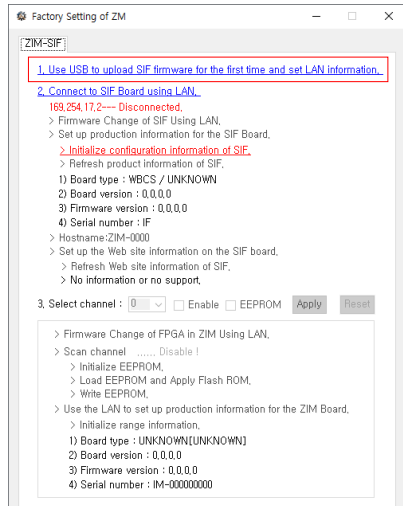 Factory Setting of ZM
ZIM-SIF
1, Use USB to upload SIF firmware for the first time and set LAN information,
2, Connect to SIF Board using LAN,
169,254,17,2--- Disconnected,
> Firmware Change of SIF Using LAN,
> Set up production information for the SIF Board,
> Initialize configuration information of SIF,
> Refresh product information of SIF,
1) Board type : WBCS / UNKNOWN
2) Board version : 0,0,0,0
3) Firmware version : 0,0,0,0
4) Serial number : IF
> Hostname:ZIM-0000
> Set up the Web site information on the SIF board,
> Refresh Web site information of SIF,
> No information or no support,
3, Select channel : 0 Enable EEPROM Apply Reset
> Firmware Change of FPGA in ZIM Using LAN,
> Scan channel ...... Disable !
> Initialize EEPROM,
> Load EEPROM and Apply Flash ROM,
> Write EEPROM,
> Use the LAN to set up production information for the ZIM Board,
> Initialize range information,
1) Board type : UNKNOWN[UNKNOWN]
2) Board version : 0,0,0,0
3) Firmware version : 0,0,0,0
4) Serial number : IM-000000000